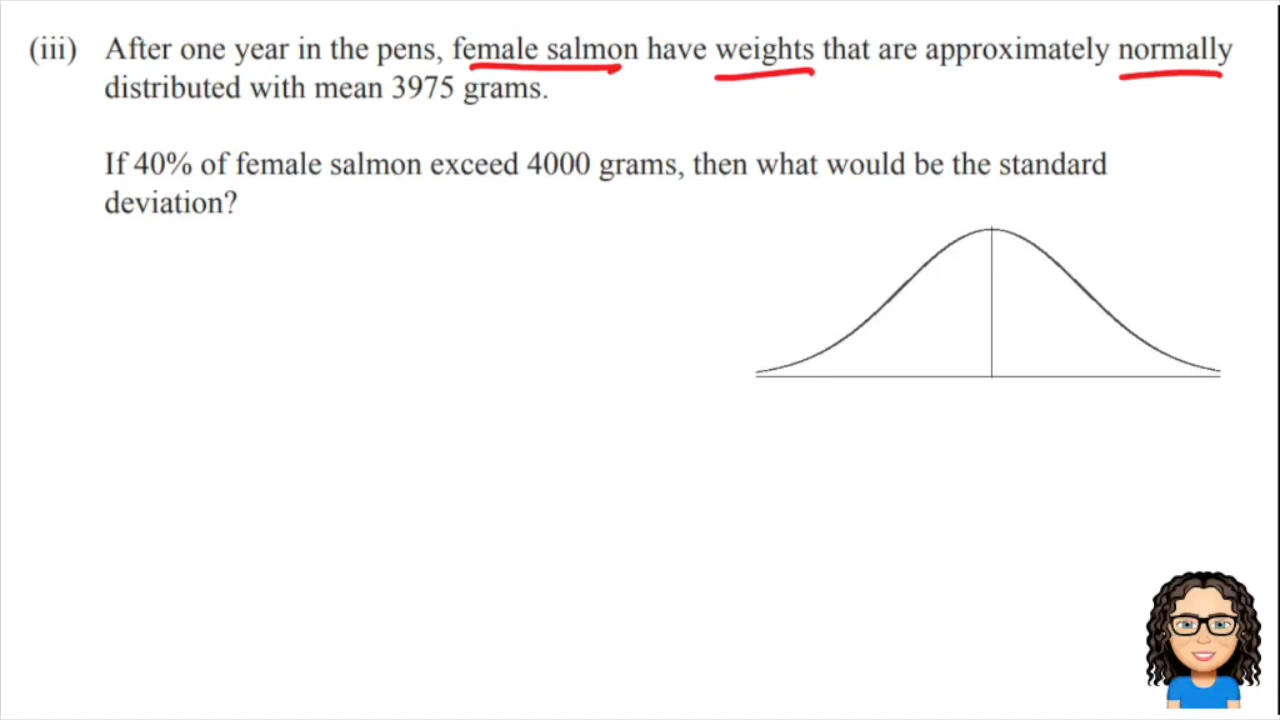 (iii) After one year in the pens, female salmon have weights that are approximately normally
distributed with mean 3975 grams.
If 40% of female salmon exceed 4000 grams, then what would be the standard
deviation?